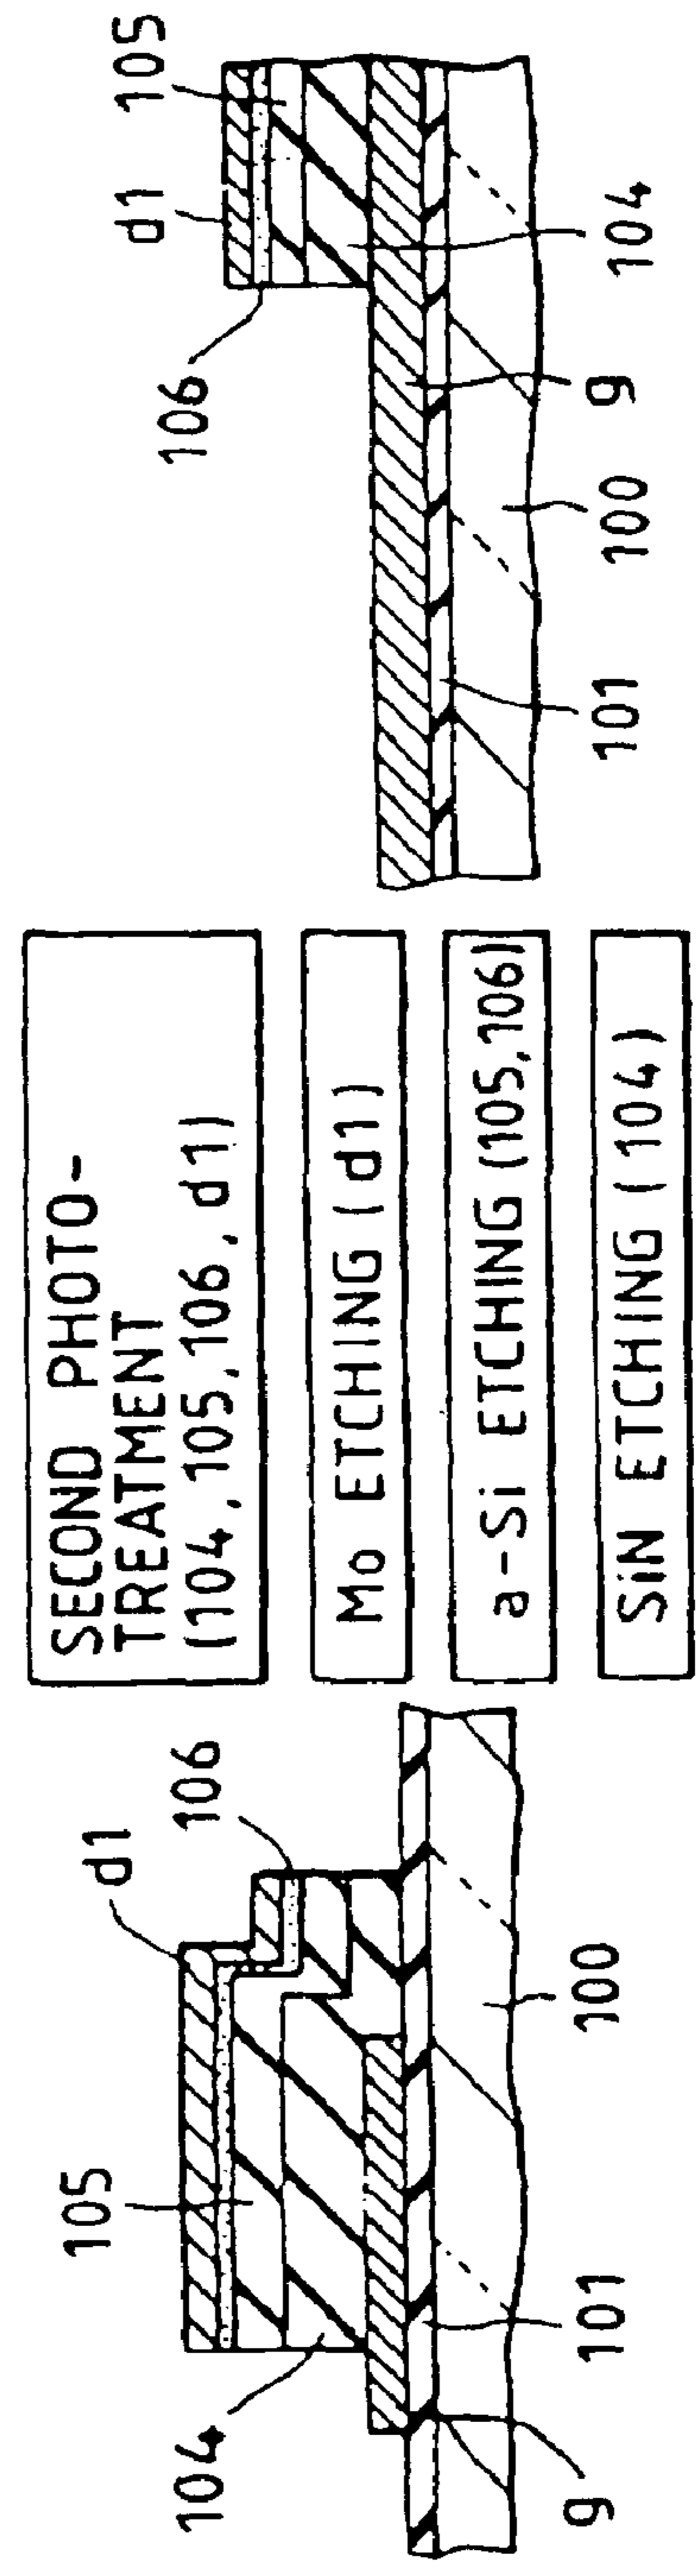 d1
105
106
104
g
101
100
SECOND PHOTO-
TREATMENT
(104, 105, 106, d1)
Mo ETCHING (d1)
a-Si ETCHING (105, 106)
SiN ETCHING (104)
d1
105
106
101
100
g
104